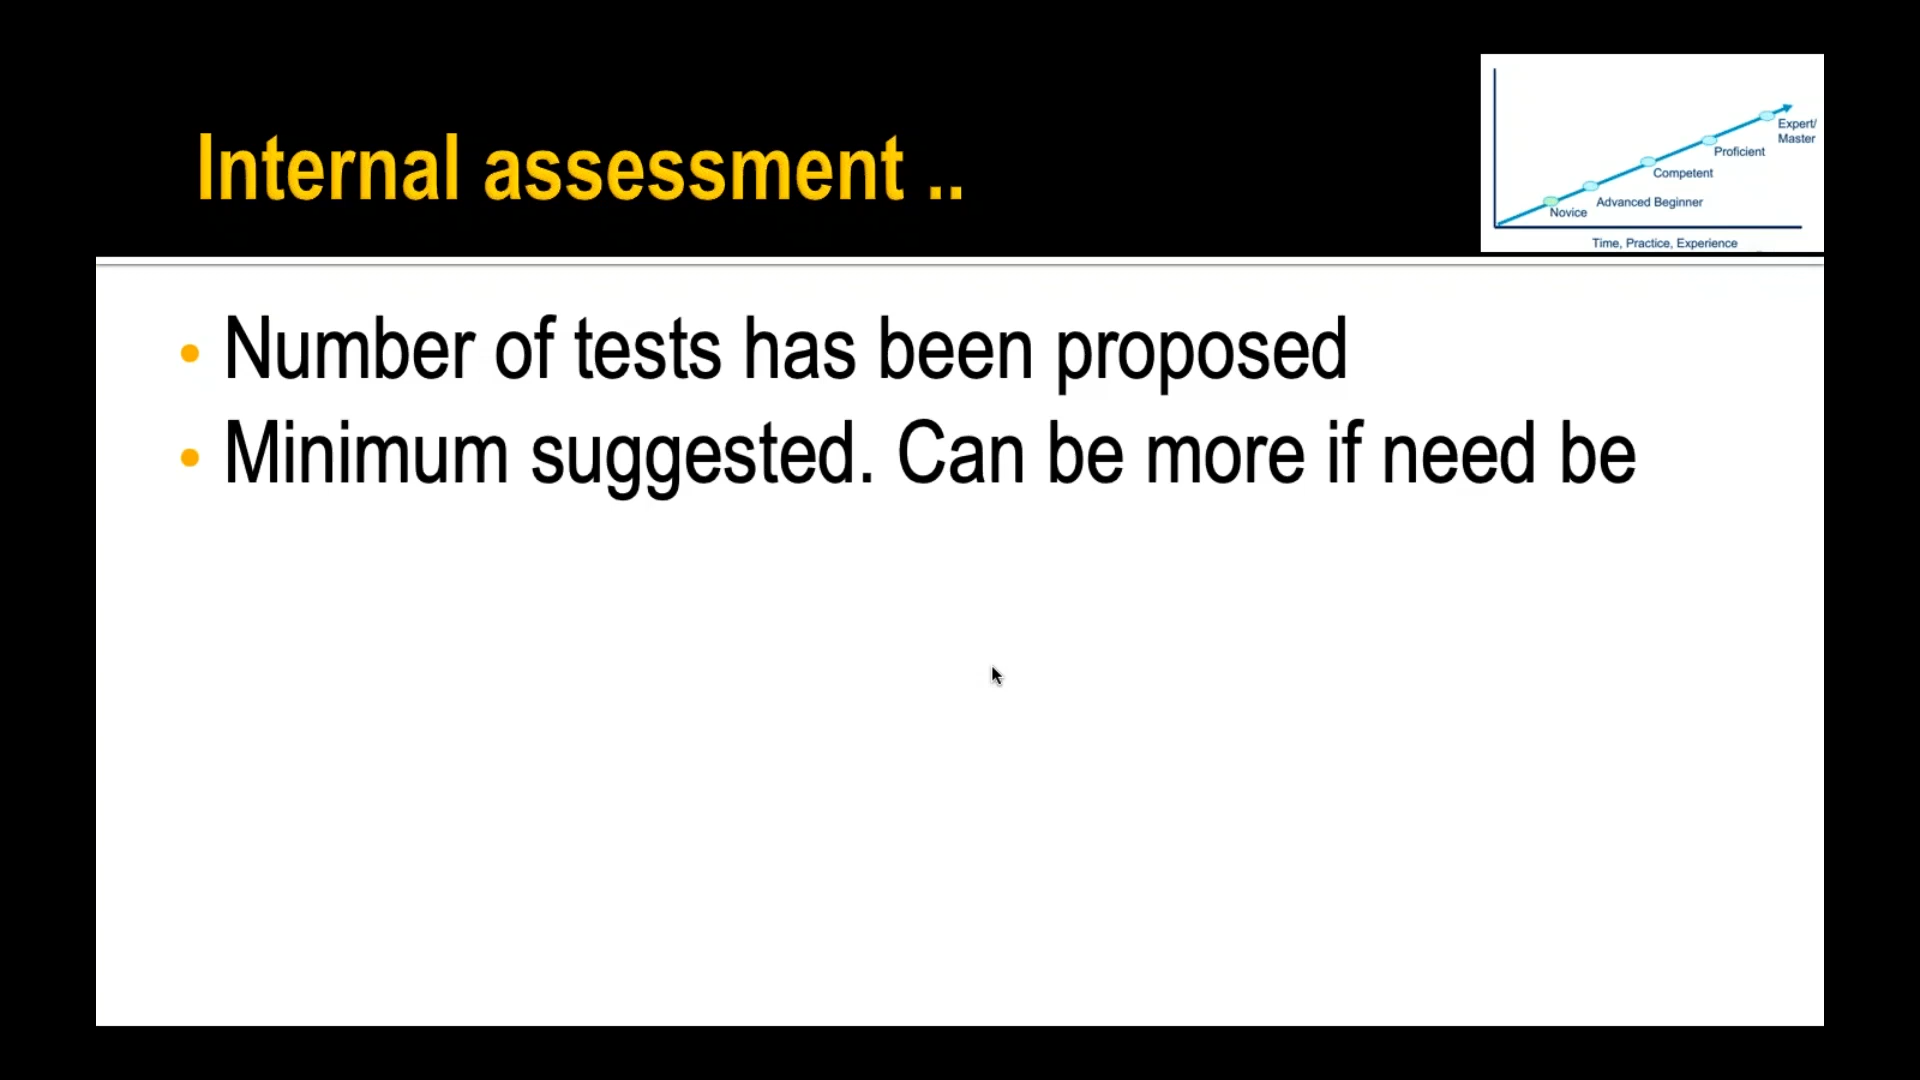 Internal assessment ..
Expert/
Master
Proficient
Competent
Advanced Beginner
Novice
Time, Practice, Experience
• Number of tests has been proposed
• Minimum suggested. Can be more if need be